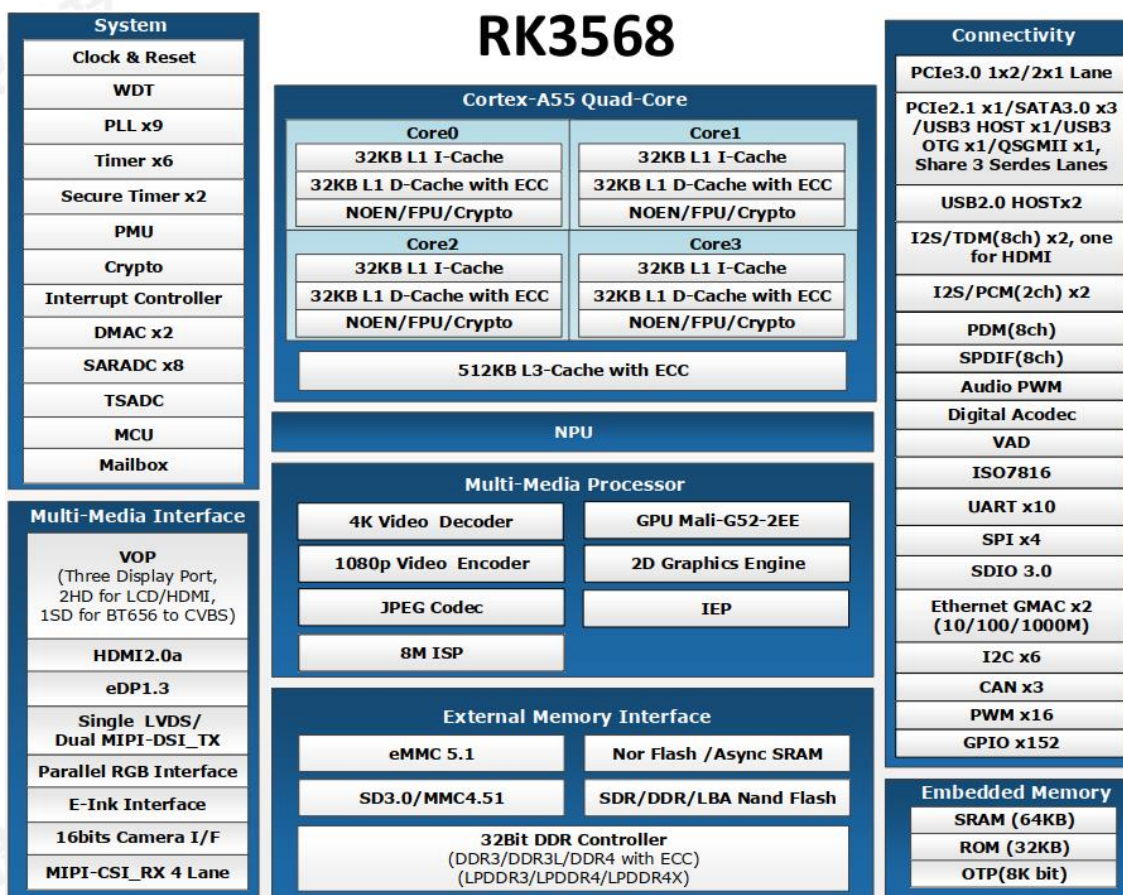 RK3568
System
Clock & Reset
WDT
PLL x9
Timer x6
Secure Timer x2
PMU
Crypto
Interrupt Controller
DMAC x2
SARADC x8
TSADC
MCU
Mailbox
Multi-Media Interface
VOP
(Three Display Port,
2HD for LCD/HDMI,
1SD for BT656 to CVBS)
HDMI2.0a
eDP1.3
Single LVDS/
Dual MIPI-DSI_TX
Parallel RGB Interface
E-Ink Interface
16bits Camera I/F
MIPI-CSI_RX 4 Lane
Cortex-A55 Quad-Core
Core0
32KB L1 I-Cache
32KB L1 D-Cache with ECC
NOEN/FPU/Crypto
Core1
32KB L1 I-Cache
32KB L1 D-Cache with ECC
NOEN/FPU/Crypto
Core2
32KB L1 I-Cache
32KB L1 D-Cache with ECC
NOEN/FPU/Crypto
Core3
32KB L1 I-Cache
32KB L1 D-Cache with ECC
NOEN/FPU/Crypto
512KB L3-Cache with ECC
NPU
Multi-Media Processor
4K Video Decoder
GPU Mali-G52-2EE
1080p Video Encoder
2D Graphics Engine
JPEG Codec
IEP
8M ISP
External Memory Interface
eMMC 5.1
Nor Flash /Async SRAM
SD3.0/MMC4.51
SDR/DDR/LBA Nand Flash
32Bit DDR Controller
(DDR3/DDR3L/DDR4 with ECC)
(LPDDR3/LPDDR4/LPDDR4X)
Connectivity
PCIe3.0 1x2/2x1 Lane
PCIe2.1 x1/SATA3.0 x3
/USB3 HOST x1/USB3
OTG x1/QSGMII x1,
Share 3 Serdes Lanes
USB2.0 HOSTx2
I2S/TDM(8ch) x2, one
for HDMI
I2S/PCM(2ch) x2
PDM(8ch)
SPDIF(8ch)
Audio PWM
Digital Acodec
VAD
ISO7816
UART x10
SPI x4
SDIO 3.0
Ethernet GMAC x2
(10/100/1000M)
I2C x6
CAN x3
PWM x16
GPIO x152
Embedded Memory
SRAM (64KB)
ROM (32KB)
OTP(8K bit)